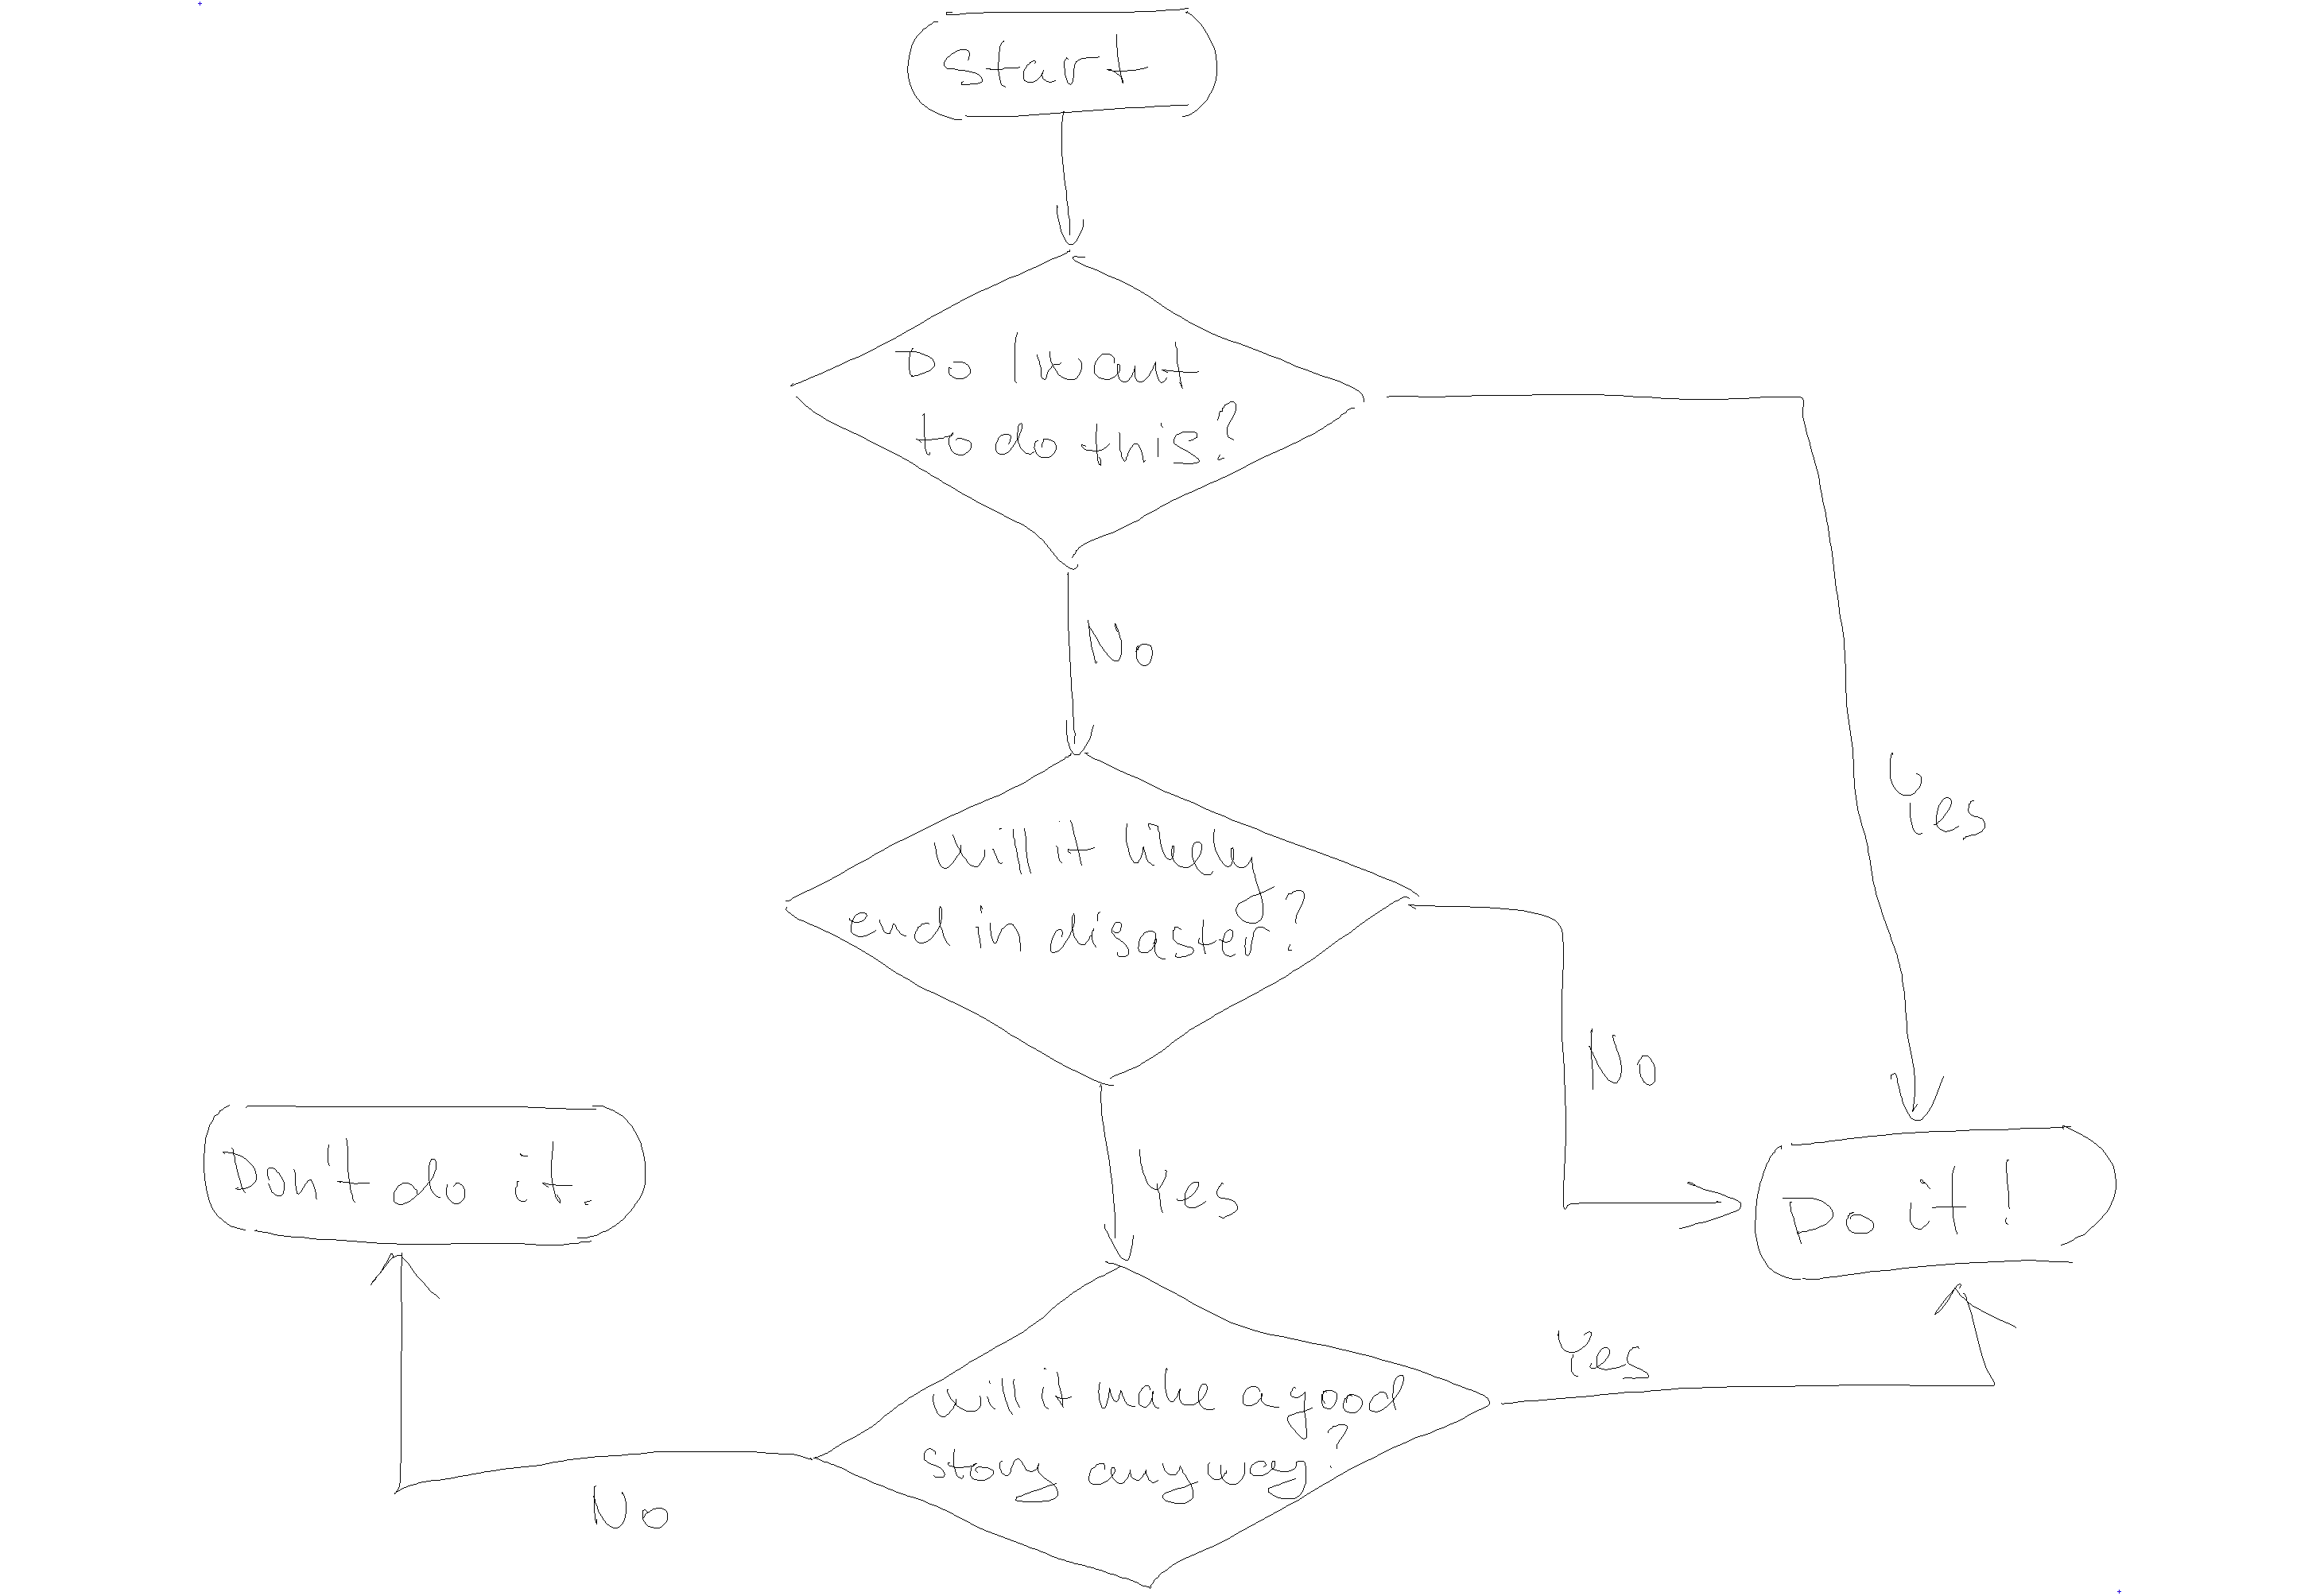 Start
Do I want
to do this?
No
Yes
Will it likely
end in disaster?
No
Yes
Don't do it.
Do it!
Will it make a good
story anyway?
Yes
No